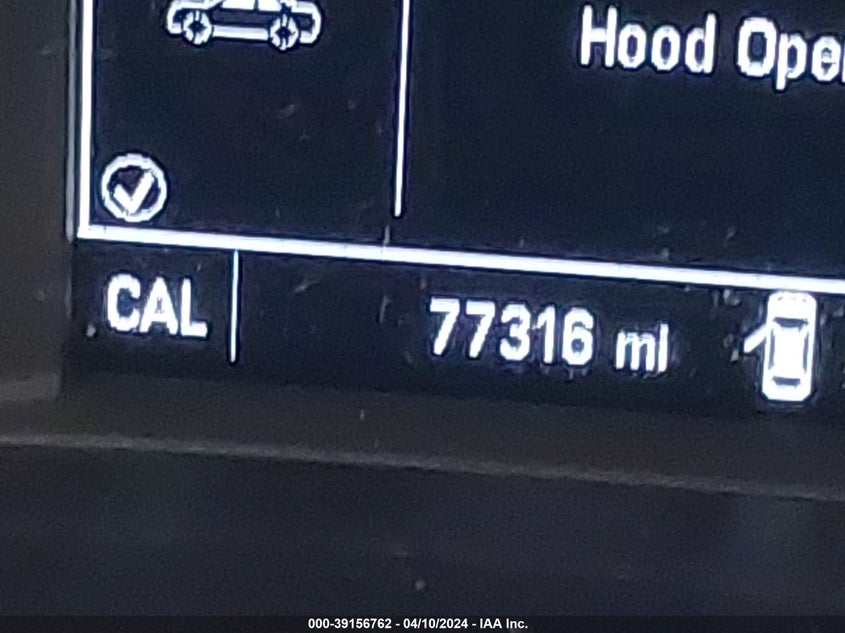 Hood Ope
CAL
77316 mi
000-39156762 - 04/10/2024 - IAA Inc.